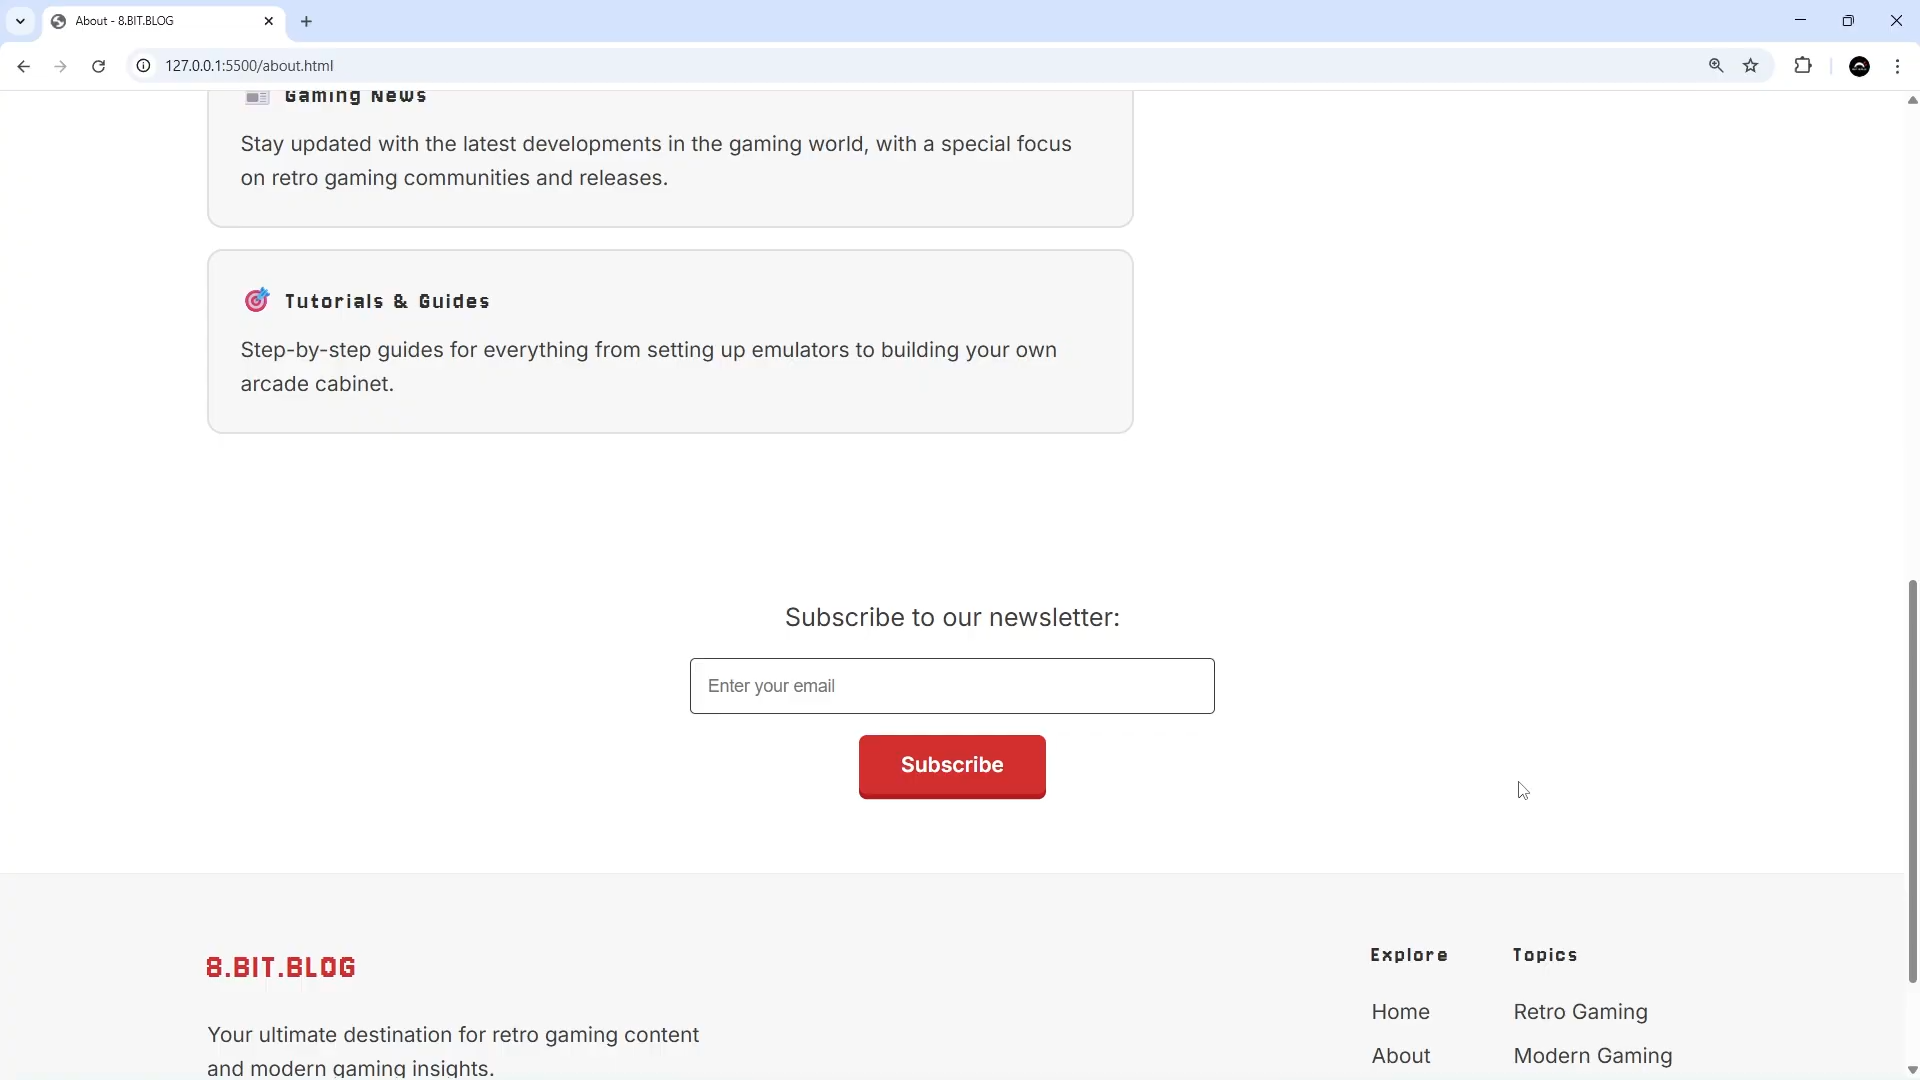 About - 8.BIT.BLOG
127.0.0.1:5500/about.html
Gaming News
Stay updated with the latest developments in the gaming world, with a special focus
on retro gaming communities and releases.
Tutorials & Guides
Step-by-step guides for everything from setting up emulators to building your own
arcade cabinet.
Subscribe to our newsletter:
Enter your email
Subscribe
8.BIT.BLOG
Your ultimate destination for retro gaming content
and modern gaming insights.
Explore
Home
About
Topics
Retro Gaming
Modern Gaming